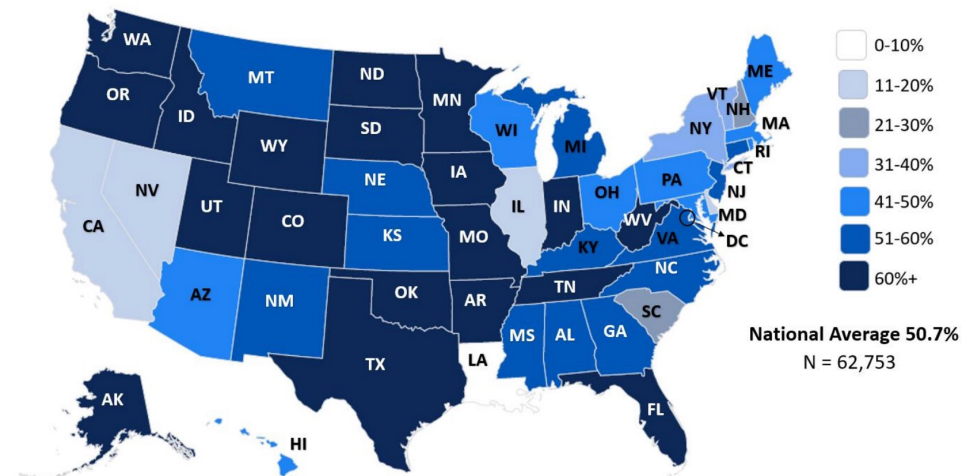 WA
OR
ID
MT
ND
MN
SD
WY
WI
MI
IA
NE
NV
UT
CO
CA
IL
IN
OH
PA
NY
VT
NH
ME
MA
RI
CT
NJ
MD
DC
WV
VA
KY
KS
MO
TN
NC
SC
AZ
NM
OK
AR
MS
AL
GA
TX
LA
FL
AK
HI
0-10%
11-20%
21-30%
31-40%
41-50%
51-60%
60%+
National Average 50.7%
N = 62,753